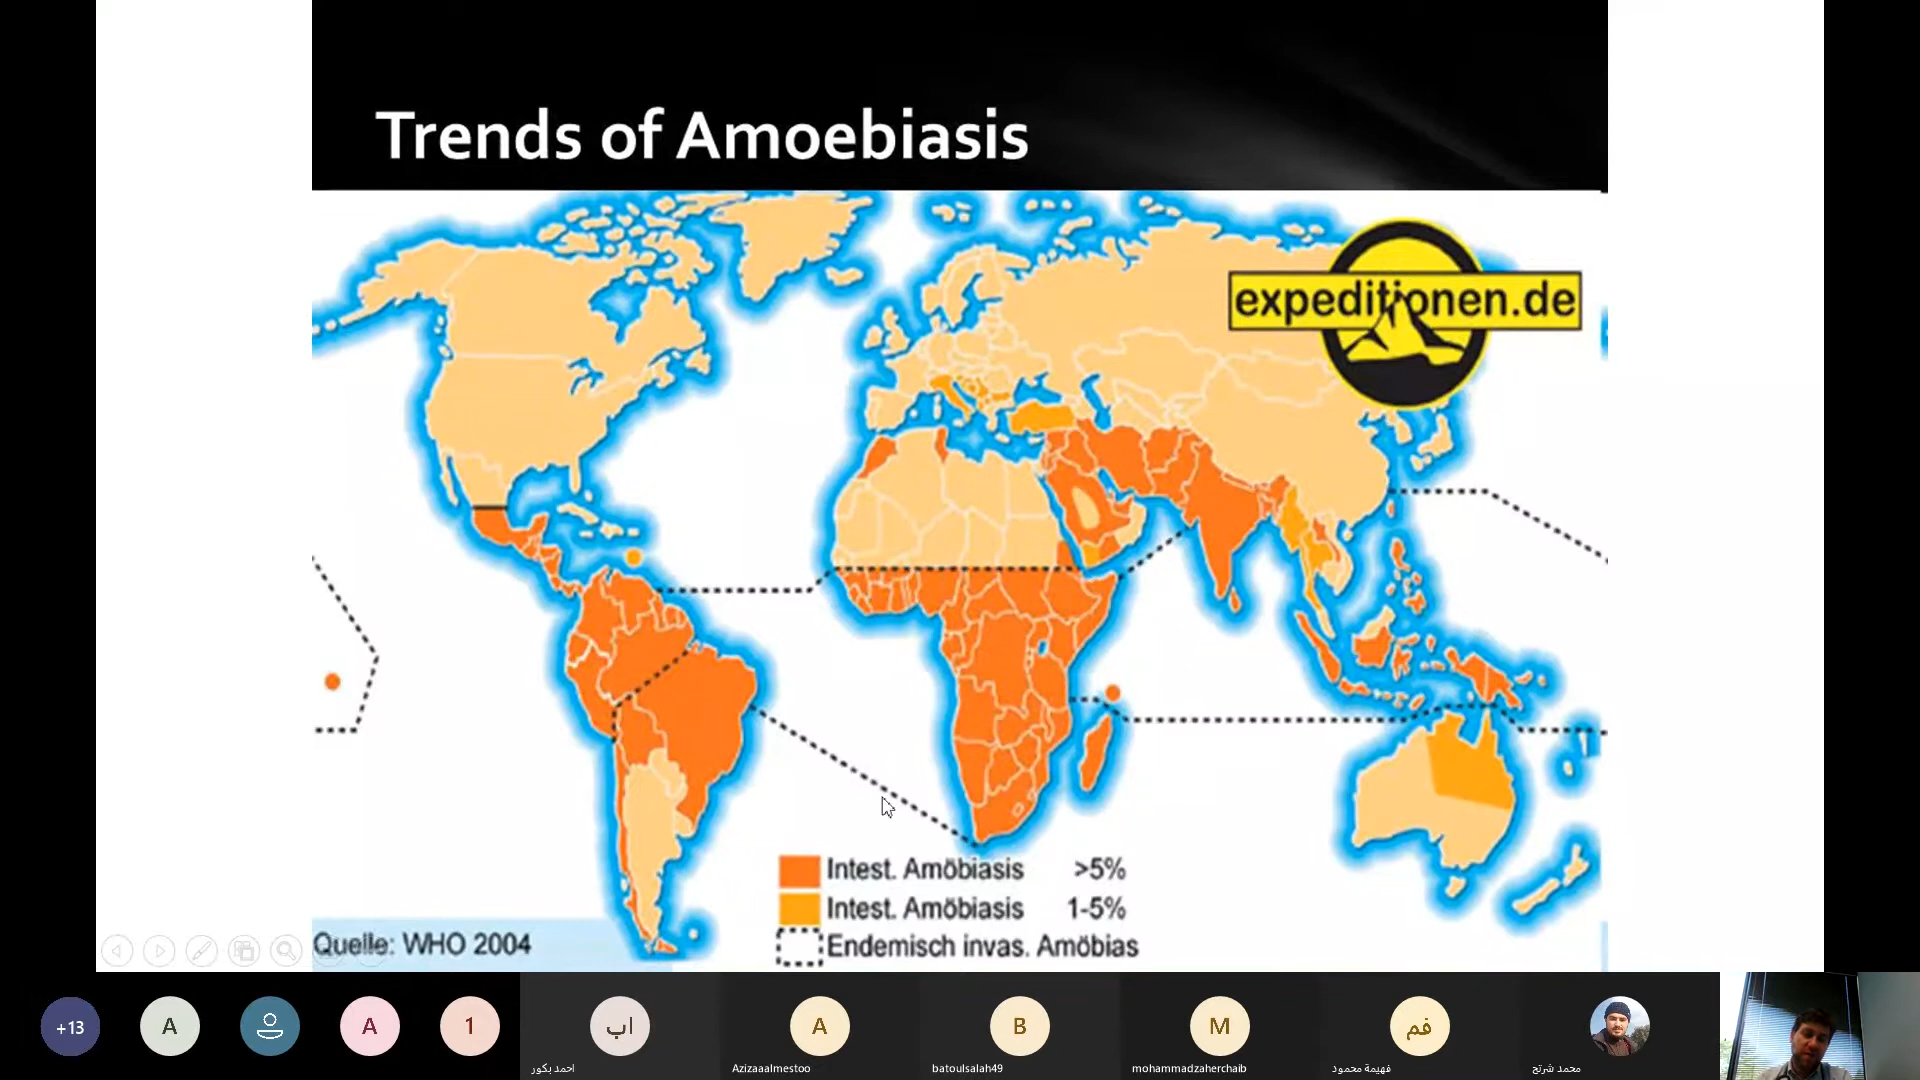 Trends of Amoebiasis
expeditionen.de
Intest. Amöbiasis >5%
Intest. Amöbiasis 1-5%
Endemisch invas. Amöbias
Quelle: WHO 2004
+13
A
A
1
اب
A
B
M
فم
احمد بكور
Azizaaalmestoo
batoulsalah49
mohammadzaherchaib
فهيمة محمود
محمد شرتح